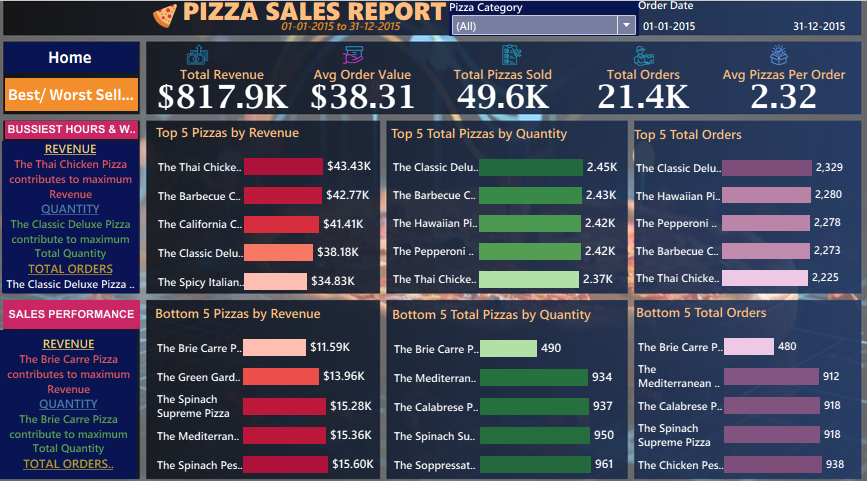 PIZZA SALES REPORT
01-01-2015 to 31-12-2015
Pizza Category
(All)
Order Date
01-01-2015
31-12-2015
Home
Best/ Worst Sell...
Total Revenue
$817.9K
Avg Order Value
$38.31
Total Pizzas Sold
49.6K
Total Orders
21.4K
Avg Pizzas Per Order
2.32
BUSSIEST HOURS & W..
REVENUE
The Thai Chicken Pizza
contributes to maximum
Revenue
QUANTITY
The Classic Deluxe Pizza
contribute to maximum
Total Quantity
TOTAL ORDERS
The Classic Deluxe Pizza ..
Top 5 Pizzas by Revenue
The Thai Chicke.. $43.43K
The Barbecue C.. $42.77K
The California C.. $41.41K
The Classic Delu.. $38.18K
The Spicy Italian.. $34.83K
Top 5 Total Pizzas by Quantity
The Classic Delu.. 2.45K
The Barbecue C.. 2.43K
The Hawaiian Pi.. 2.42K
The Pepperoni .. 2.42K
The Thai Chicke.. 2.37K
Top 5 Total Orders
The Classic Delu.. 2,329
The Hawaiian Pi.. 2,280
The Pepperoni .. 2,278
The Barbecue C.. 2,273
The Thai Chicke.. 2,225
SALES PERFORMANCE
REVENUE
The Brie Carre Pizza
contributes to maximum
Revenue
QUANTITY
The Brie Carre Pizza
contribute to maximum
Total Quantity
TOTAL ORDERS..
Bottom 5 Pizzas by Revenue
The Brie Carre P.. $11.59K
The Green Gard.. $13.96K
The Spinach
Supreme Pizza $15.28K
The Mediterran.. $15.36K
The Spinach Pes.. $15.60K
Bottom 5 Total Pizzas by Quantity
The Brie Carre P.. 490
The Mediterran.. 934
The Calabrese P.. 937
The Spinach Su.. 950
The Soppressat.. 961
Bottom 5 Total Orders
The Brie Carre P.. 480
The
Mediterranean .. 912
The Calabrese P.. 918
The Spinach
Supreme Pizza 918
The Chicken Pes.. 938